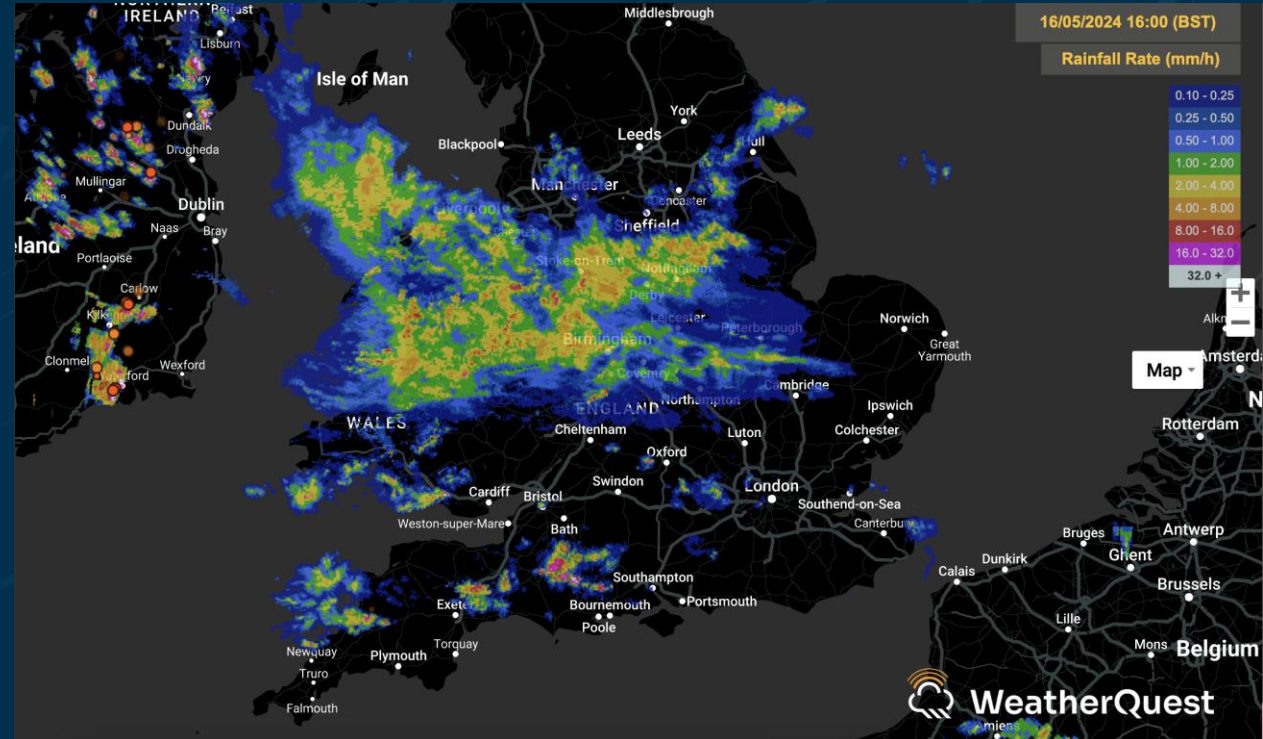 IRELAND
Belfast
Lisburn
Dundalk
Drogheda
Mullingar
Dublin
Naas
Bray
Portlaoise
Carlow
Clonmel
Wexford
Isle of Man
Middlesbrough
York
Leeds
Blackpool
Hull
Manchester
Doncaster
Liverpool
Sheffield
Chester
Stoke-on-Trent
Nottingham
Derby
Leicester
Peterborough
Norwich
Great
Yarmouth
Birmingham
Coventry
Cambridge
Northampton
ENGLAND
WALES
Cheltenham
Ipswich
Colchester
Luton
Oxford
Swindon
London
Southend-on-Sea
Cardiff
Bristol
Weston-super-Mare
Bath
Canterbury
Southampton
Portsmouth
Bournemouth
Poole
Exeter
Torquay
Newquay
Plymouth
Truro
Falmouth
Rotterdam
Bruges
Antwerp
Ghent
Dunkirk
Calais
Brussels
Lille
Mons
Belgium
16/05/2024 16:00 (BST)
Rainfall Rate (mm/h)
0.10 - 0.25
0.25 - 0.50
0.50 - 1.00
1.00 - 2.00
2.00 - 4.00
4.00 - 8.00
8.00 - 16.0
16.0 - 32.0
32.0 +
+
−
Map
WeatherQuest